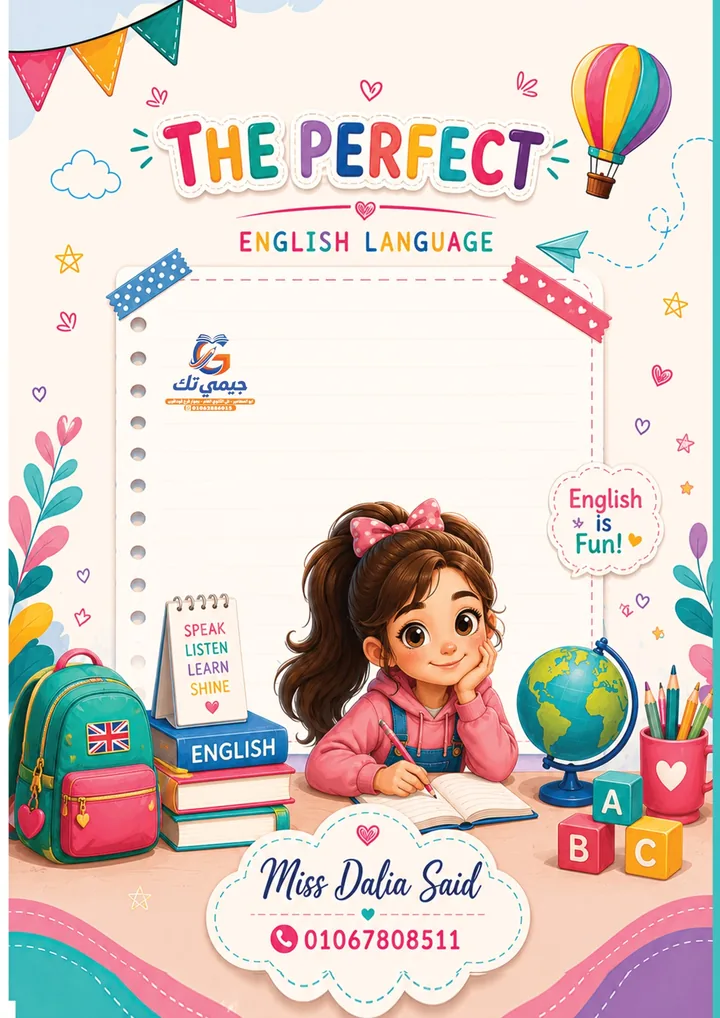 THE PERFECT
ENGLISH LANGUAGE
جيمي تك
English
is
Fun!
SPEAK
LISTEN
LEARN
SHINE
ENGLISH
A
B
C
Miss Dalia Said
01067808511